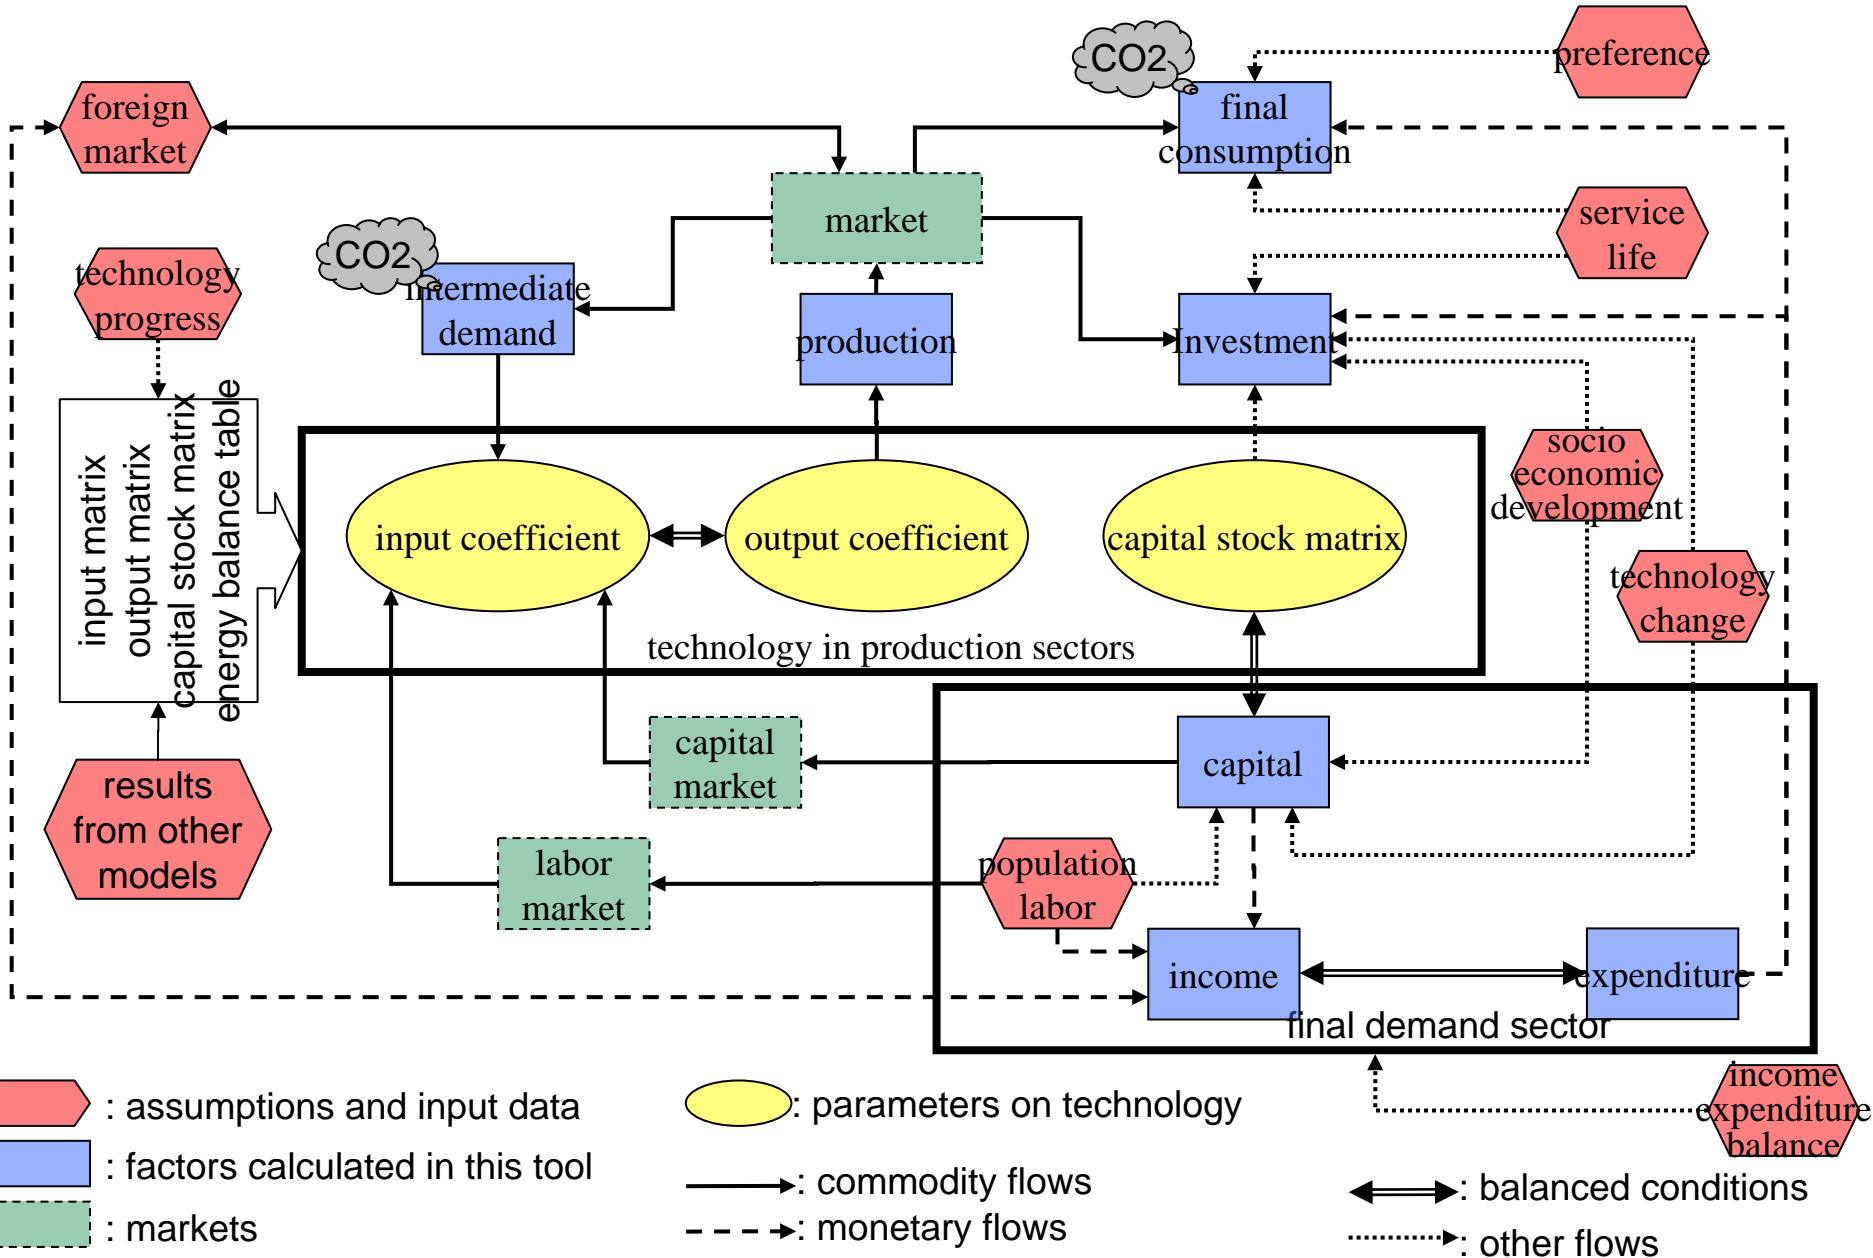 CO2
preference
foreign
market
final
consumption
market
service
life
CO2
technology
progress
intermediate
demand
production
Investment
input matrix
output matrix
capital stock matrix
energy balance table
socio
economic
development
input coefficient
output coefficient
capital stock matrix
technology
change
technology in production sectors
capital
market
capital
results
from other
models
labor
market
population
labor
income
expenditure
final demand sector
income
expenditure
balance
: assumptions and input data
: parameters on technology
: factors calculated in this tool
: commodity flows
: balanced conditions
: markets
: monetary flows
: other flows